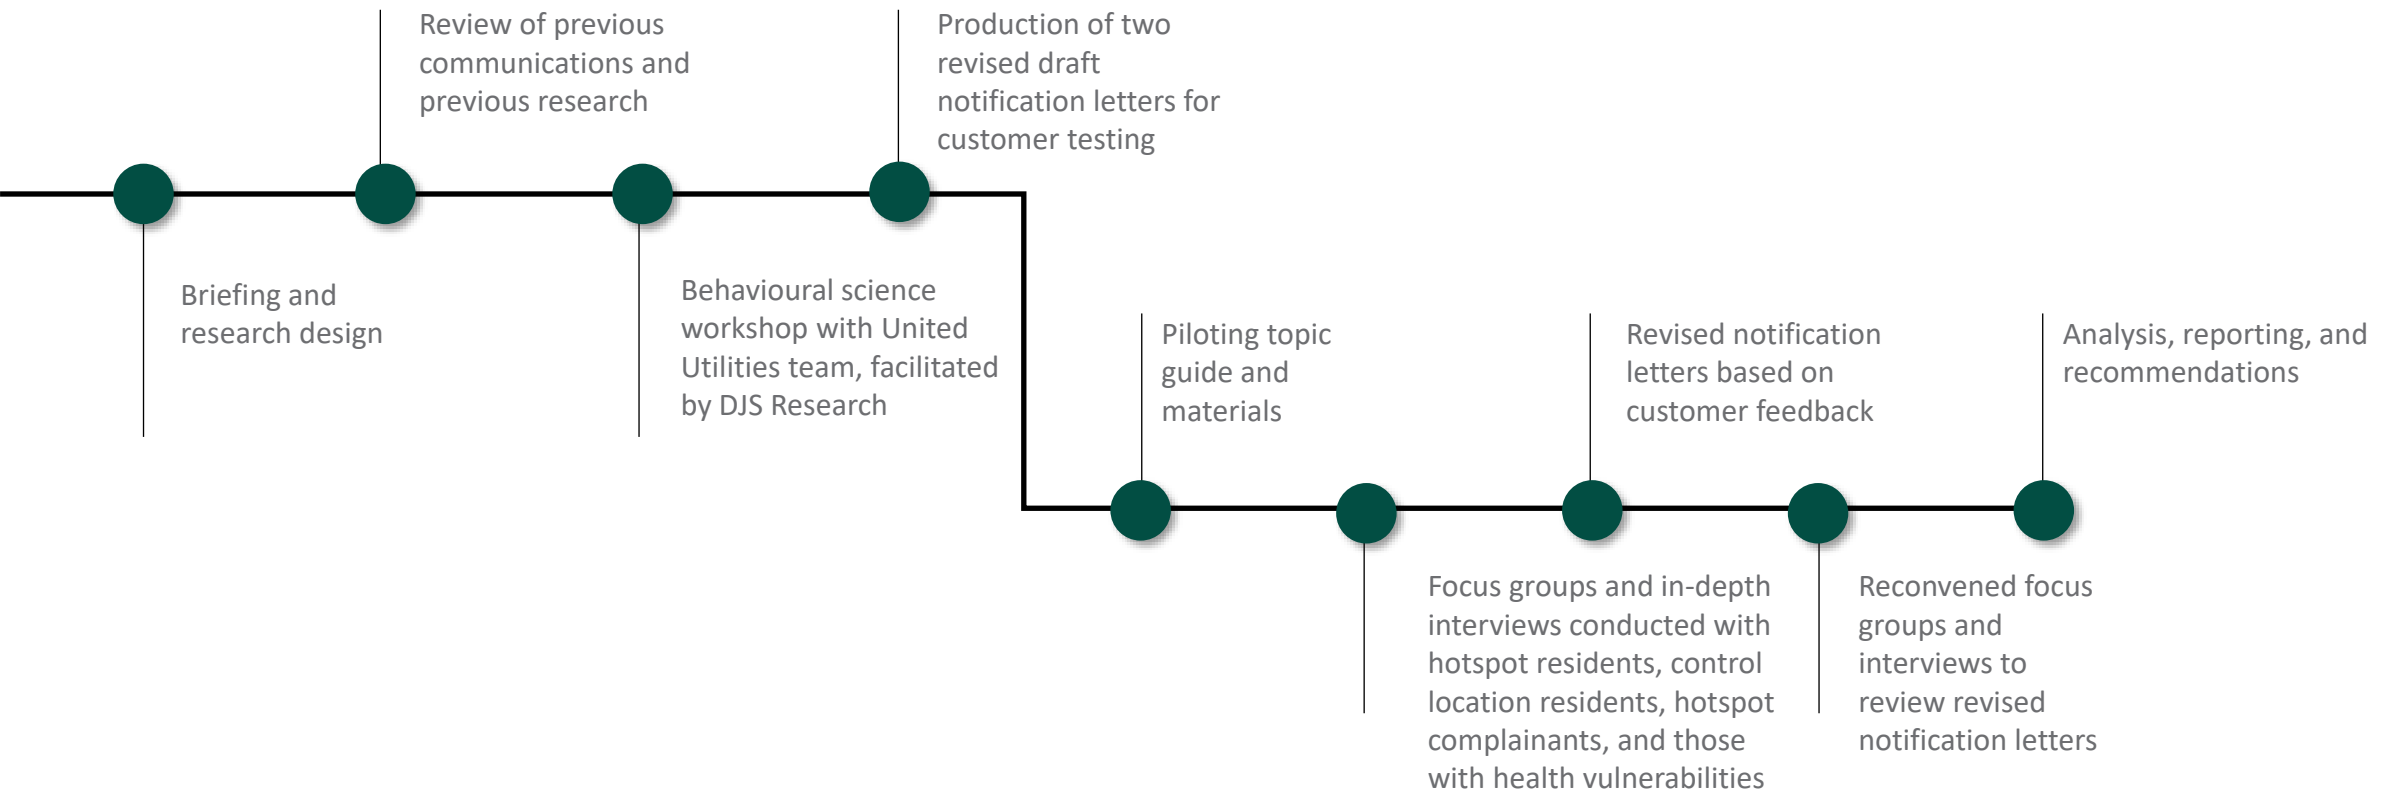 Review of previous
communications and
previous research
Production of two
revised draft
notification letters for
customer testing
Briefing and
research design
Behavioural science
workshop with United
Utilities team, facilitated
by DJS Research
Piloting topic
guide and
materials
Revised notification
letters based on
customer feedback
Analysis, reporting, and
recommendations
Focus groups and in-depth
interviews conducted with
hotspot residents, control
location residents, hotspot
complainants, and those
with health vulnerabilities
Reconvened focus
groups and
interviews to
review revised
notification letters